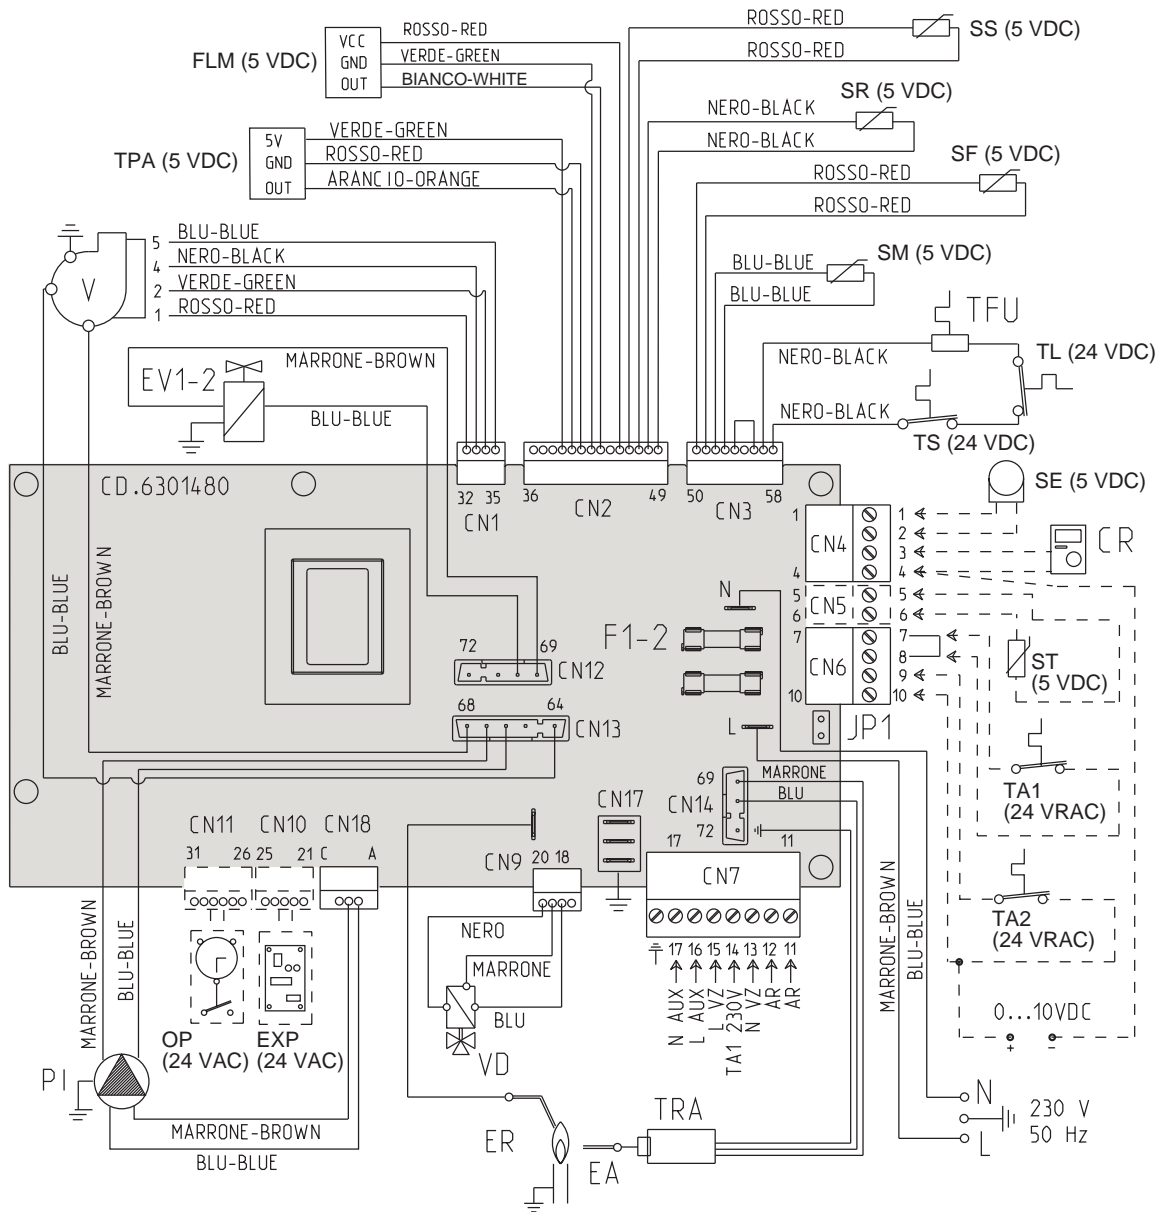 ROSSO-RED
SS (5 VDC)
ROSSO-RED
FLM (5 VDC)
VCC
GND
OUT
ROSSO-RED
VERDE-GREEN
BIANCO-WHITE
NERO-BLACK
SR (5 VDC)
NERO-BLACK
TPA (5 VDC)
5V
GND
OUT
VERDE-GREEN
ROSSO-RED
ARANCIO-ORANGE
ROSSO-RED
SF (5 VDC)
ROSSO-RED
V
5
BLU-BLUE
4
NERO-BLACK
2
VERDE-GREEN
1
ROSSO-RED
BLU-BLUE
SM (5 VDC)
BLU-BLUE
TFU
NERO-BLACK
TL (24 VDC)
NERO-BLACK
TS (24 VDC)
MARRONE-BROWN
EV1-2
BLU-BLUE
CD.6301480
32 35
CN1
36 49
CN2
50 58
CN3
SE (5 VDC)
CR
1
4
CN4
1
2
3
4
5
6
CN5
5
6
7
10
CN6
7
8
9
10
JP1
ST
(5 VDC)
TA1
(24 VRAC)
TA2
(24 VRAC)
0...10VDC
+ -
N
F1-2
L
BLU-BLUE
MARRONE-BROWN
72 69
CN12
68 64
CN13
69
CN14
72
MARRONE
BLU
CN17
CN11
31 26
CN10
25 21
CN18
C A
CN9
20 18
17 11
CN7
17
16
15
14
13
12
11
N AUX
L AUX
L VZ
TA1 230V
N VZ
AR
AR
NERO
MARRONE
BLU
VD
MARRONE-BROWN
BLU-BLUE
OP
(24 VAC)
EXP
(24 VAC)
PI
MARRONE-BROWN
BLU-BLUE
MARRONE-BROWN
BLU-BLUE
ER
EA
TRA
N
L
230 V
50 Hz